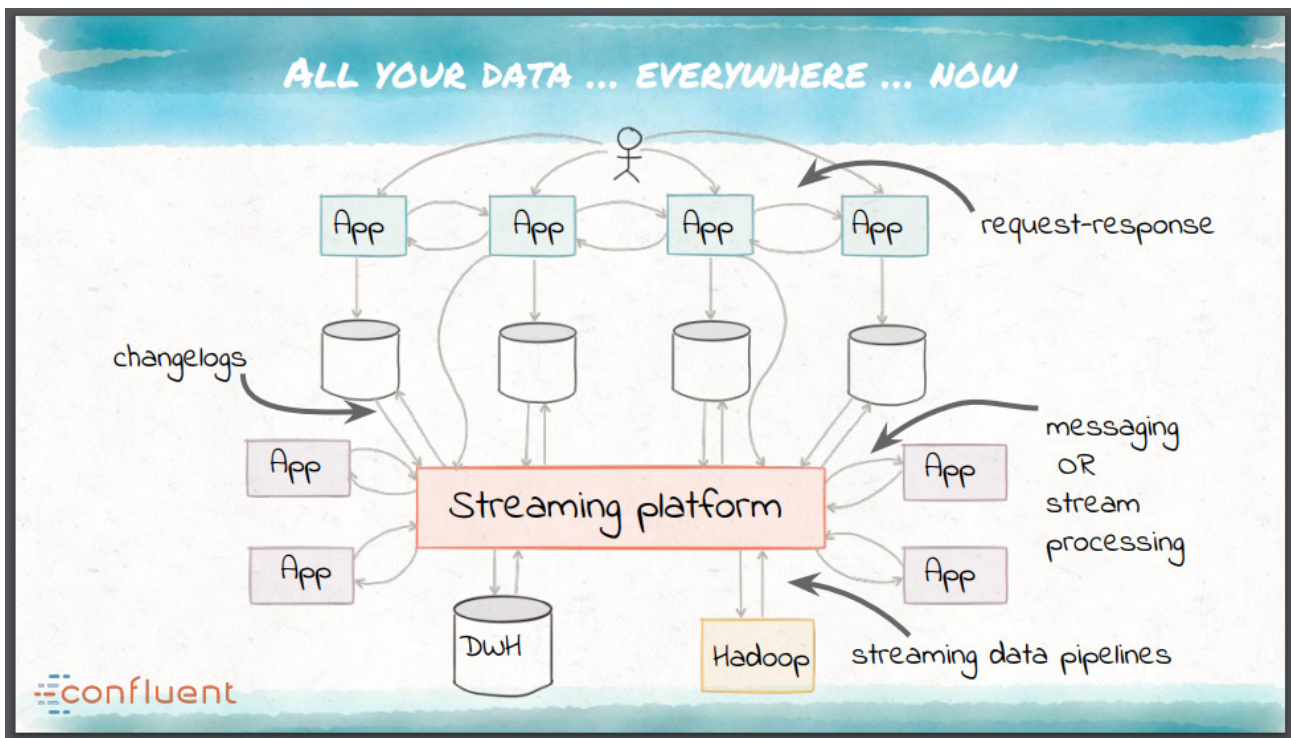 ALL YOUR DATA ... EVERYWHERE ... NOW
App
App
App
App
request-response
changelogs
messaging
OR
stream
processing
App
App
Streaming platform
App
App
DWH
Hadoop
streaming data pipelines
confluent